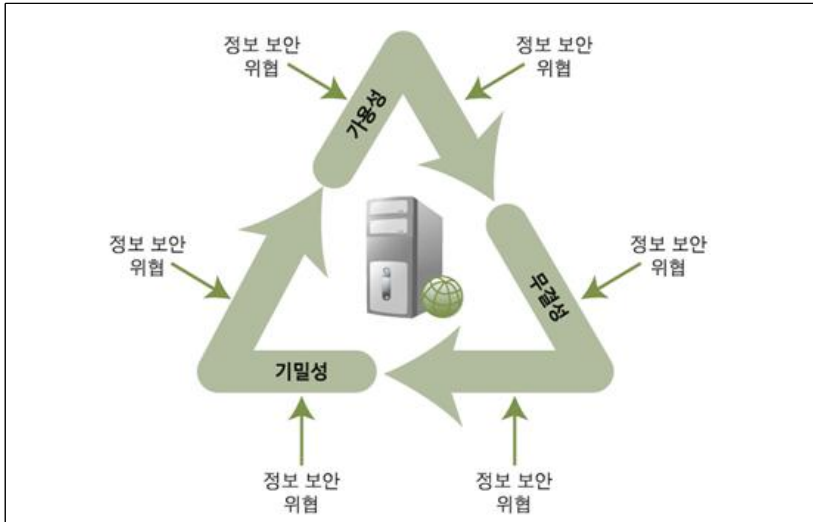 정보 보안
위협
정보 보안
위협
가용성
정보 보안
위협
정보 보안
위협
무결성
기밀성
정보 보안
위협
정보 보안
위협